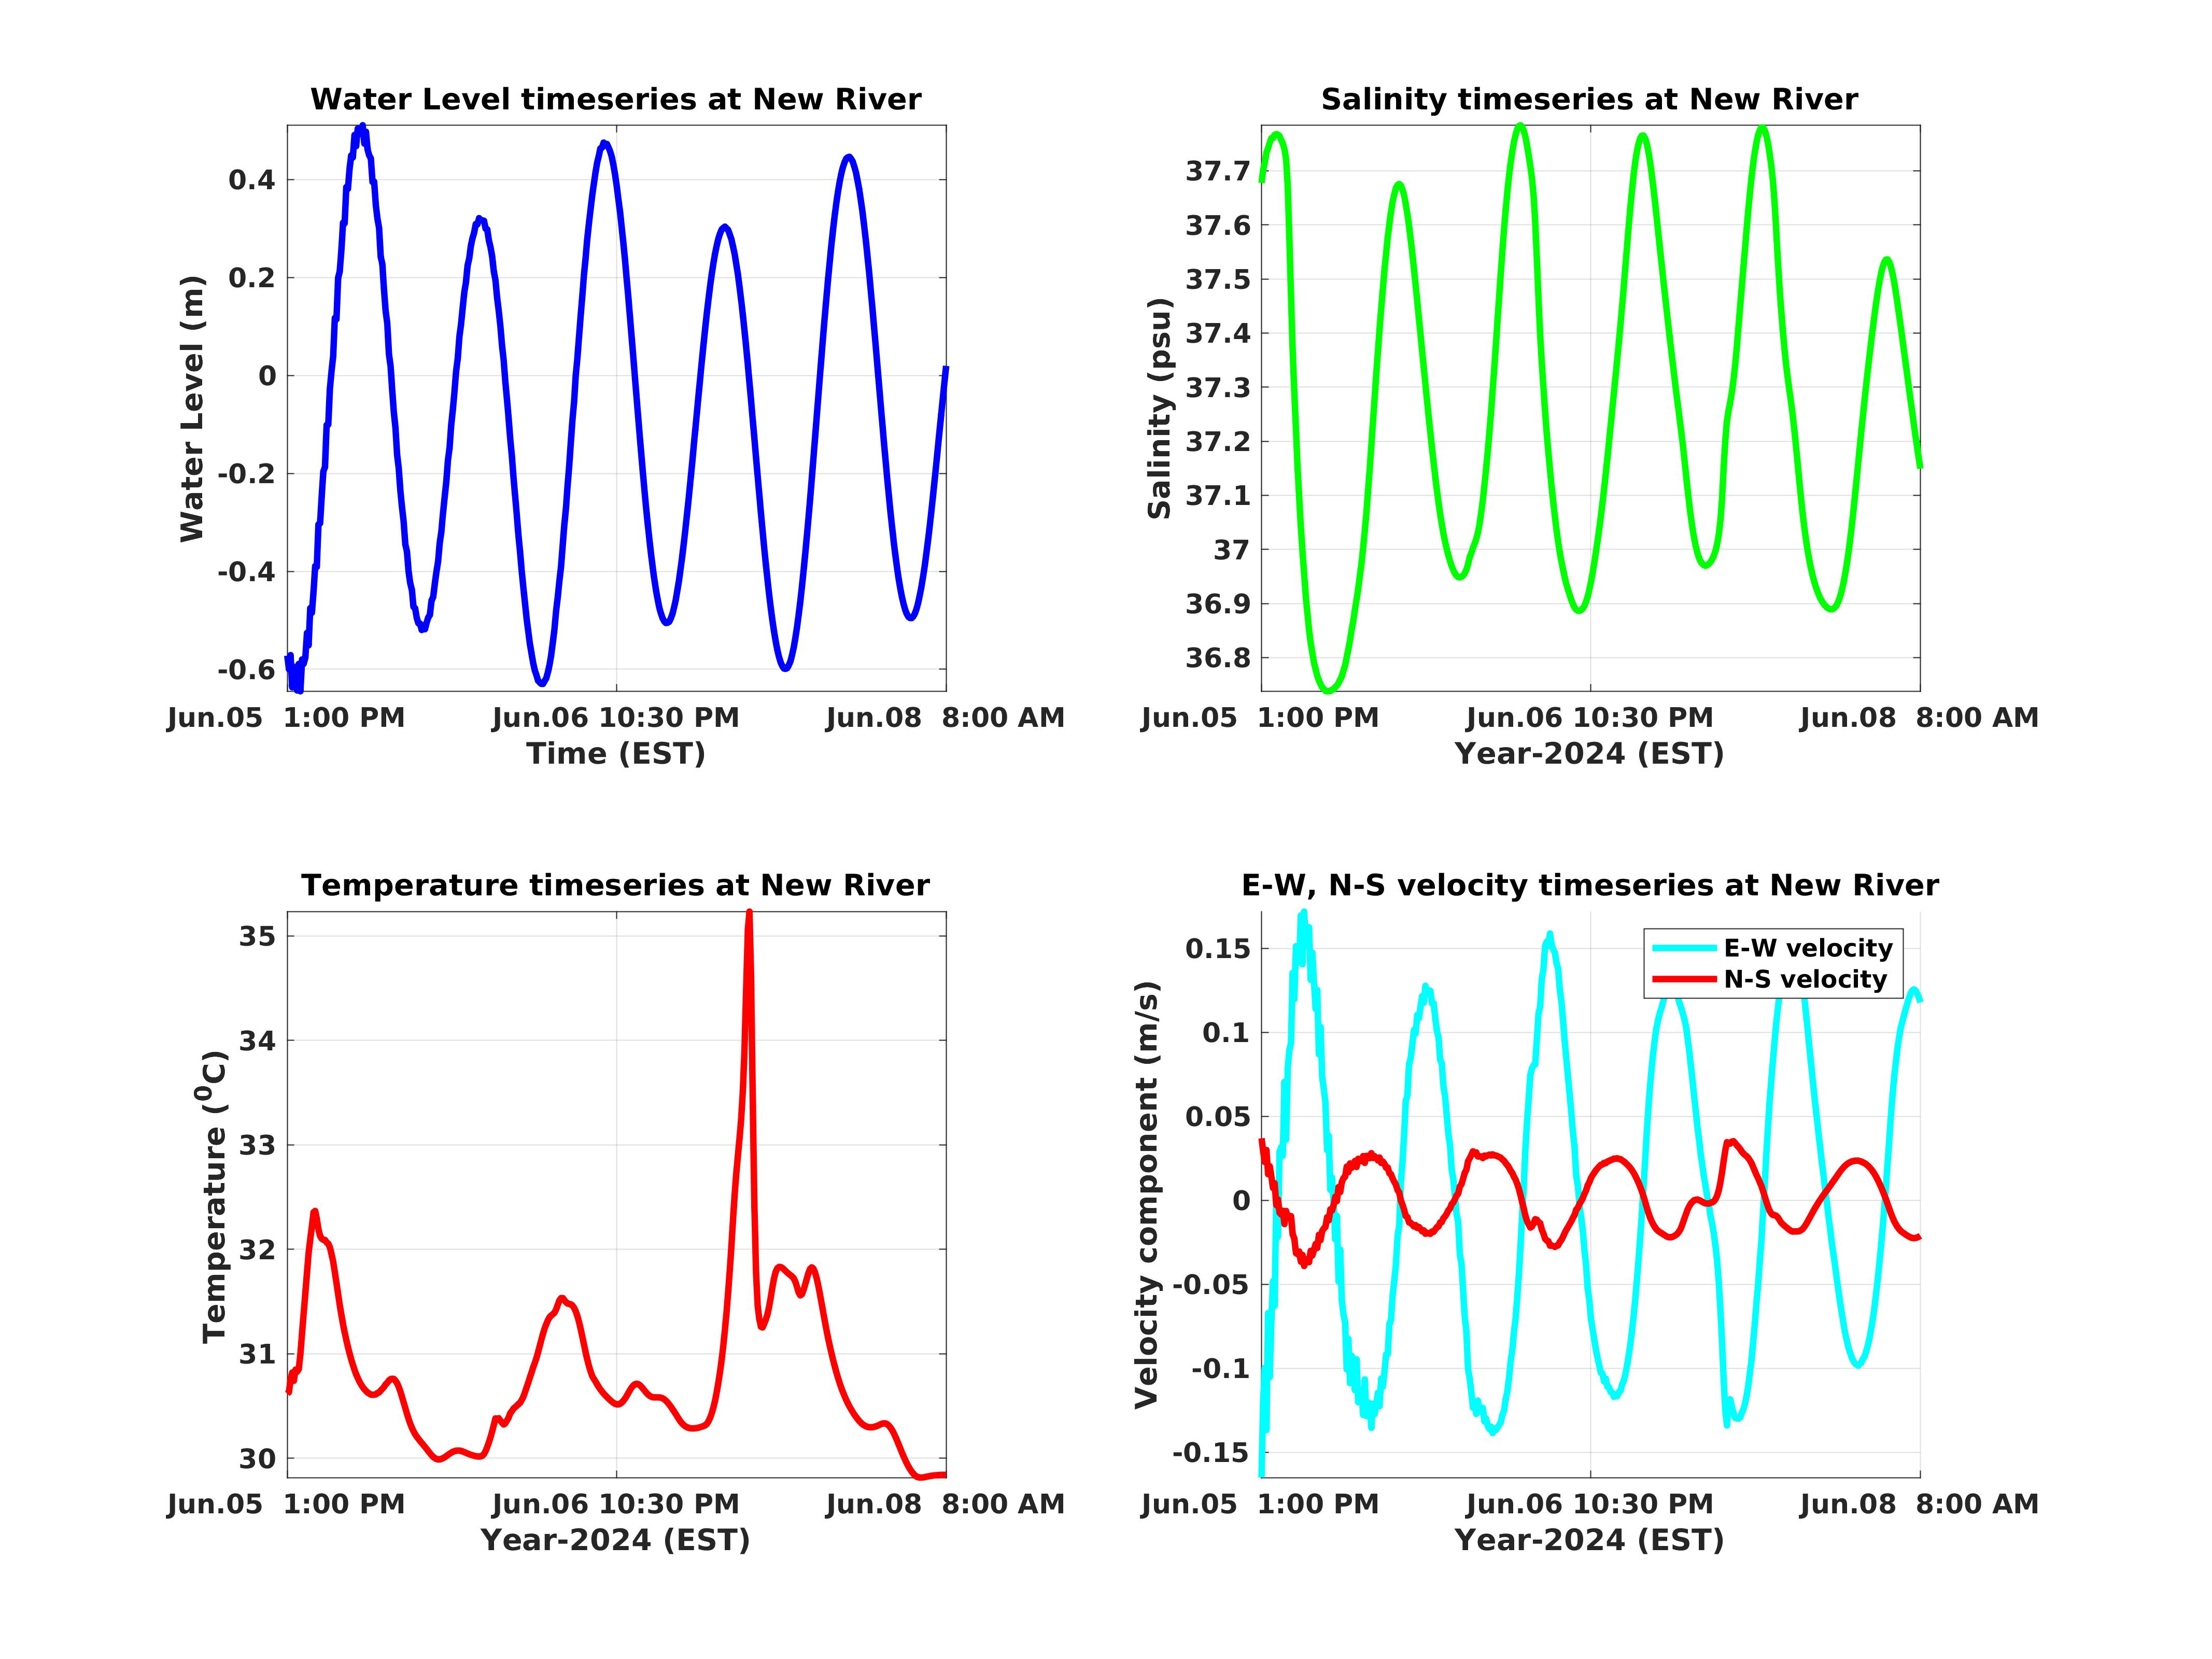 Water Level timeseries at New River
Water Level (m)
0.4
0.2
0
-0.2
-0.4
-0.6
Jun.05 1:00 PM
Jun.06 10:30 PM
Jun.08 8:00 AM
Time (EST)
Salinity timeseries at New River
Salinity (psu)
37.7
37.6
37.5
37.4
37.3
37.2
37.1
37
36.9
36.8
Jun.05 1:00 PM
Jun.06 10:30 PM
Jun.08 8:00 AM
Year-2024 (EST)
Temperature timeseries at New River
Temperature (⁰C)
35
34
33
32
31
30
Jun.05 1:00 PM
Jun.06 10:30 PM
Jun.08 8:00 AM
Year-2024 (EST)
E-W, N-S velocity timeseries at New River
Velocity component (m/s)
0.15
0.1
0.05
0
-0.05
-0.1
-0.15
E-W velocity
N-S velocity
Jun.05 1:00 PM
Jun.06 10:30 PM
Jun.08 8:00 AM
Year-2024 (EST)